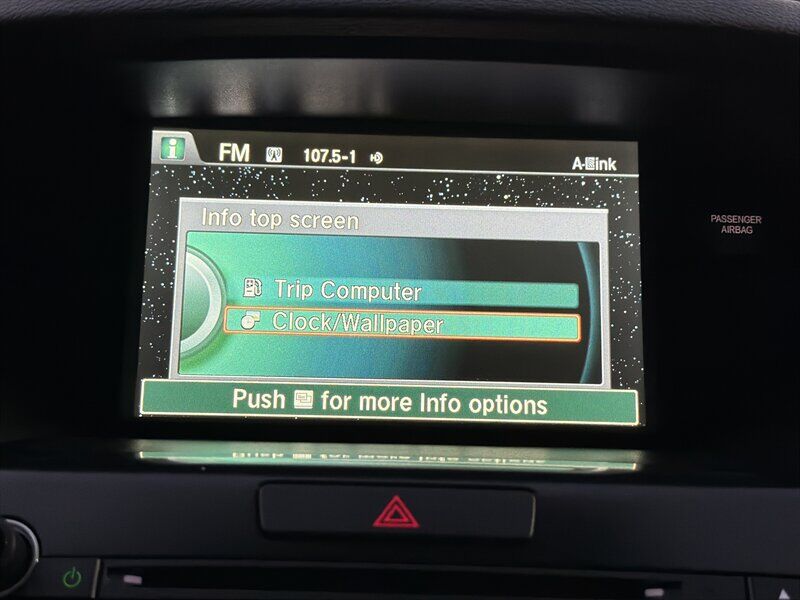 i FM 107.5-1 A-Link
Info top screen
Trip Computer
Clock/Wallpaper
Push for more Info options
PASSENGER
AIRBAG